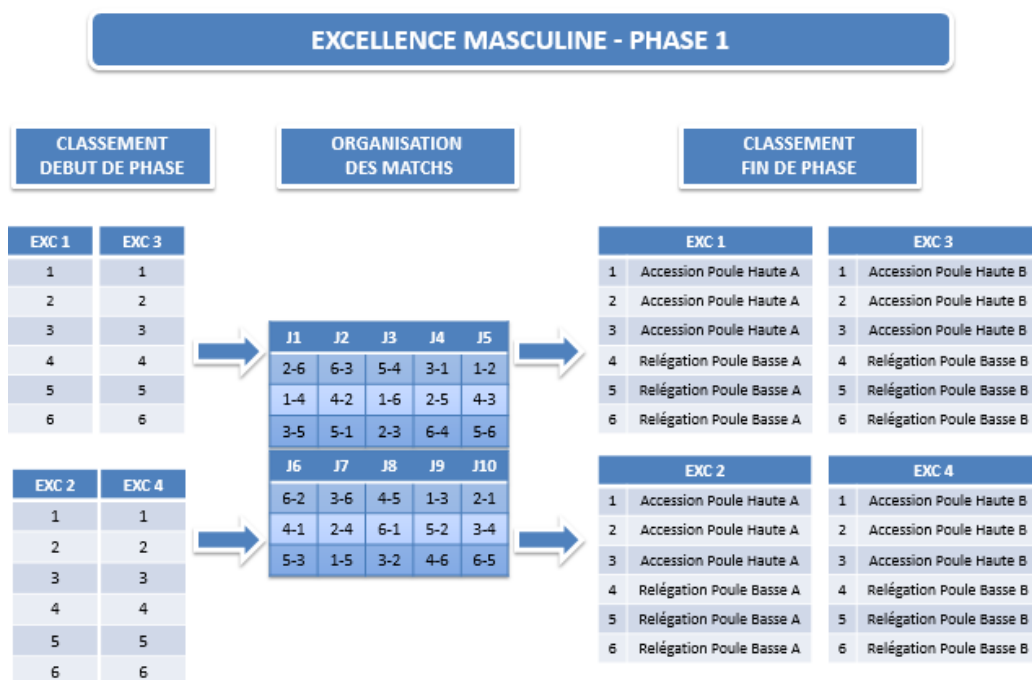 EXCELLENCE MASCULINE - PHASE 1
CLASSEMENT
DEBUT DE PHASE
ORGANISATION
DES MATCHS
CLASSEMENT
FIN DE PHASE
EXC 1 EXC 3
1 1
2 2
3 3
4 4
5 5
6 6
EXC 2 EXC 4
1 1
2 2
3 3
4 4
5 5
6 6
J1 J2 J3 J4 J5
2-6 6-3 5-4 3-1 1-2
1-4 4-2 1-6 2-5 4-3
3-5 5-1 2-3 6-4 5-6
J6 J7 J8 J9 J10
6-2 3-6 4-5 1-3 2-1
4-1 2-4 6-1 5-2 3-4
5-3 1-5 3-2 4-6 6-5
EXC 1
1 Accession Poule Haute A
2 Accession Poule Haute A
3 Accession Poule Haute A
4 Relégation Poule Basse A
5 Relégation Poule Basse A
6 Relégation Poule Basse A
EXC 3
1 Accession Poule Haute B
2 Accession Poule Haute B
3 Accession Poule Haute B
4 Relégation Poule Basse B
5 Relégation Poule Basse B
6 Relégation Poule Basse B
EXC 2
1 Accession Poule Haute A
2 Accession Poule Haute A
3 Accession Poule Haute A
4 Relégation Poule Basse A
5 Relégation Poule Basse A
6 Relégation Poule Basse A
EXC 4
1 Accession Poule Haute B
2 Accession Poule Haute B
3 Accession Poule Haute B
4 Relégation Poule Basse B
5 Relégation Poule Basse B
6 Relégation Poule Basse B